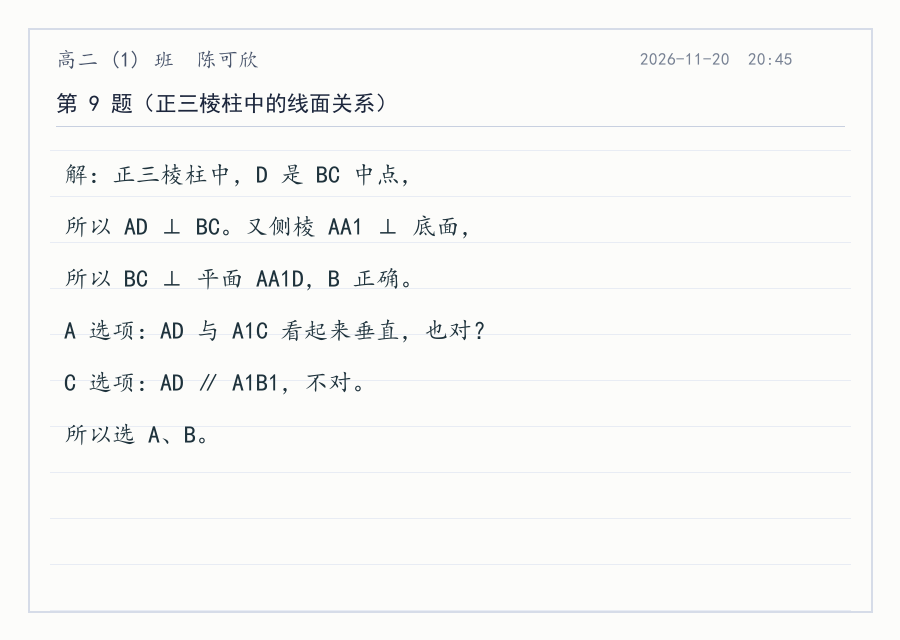 高二 (1) 班  陈可欣
2026-11-20  20:45
第 9 题（正三棱柱中的线面关系）
解：正三棱柱中，D 是 BC 中点，
所以 AD ⊥ BC。又侧棱 AA1 ⊥ 底面，
所以 BC ⊥ 平面 AA1D，B 正确。
A 选项：AD 与 A1C 看起来垂直，也对？
C 选项：AD ∥ A1B1，不对。
所以选 A、B。